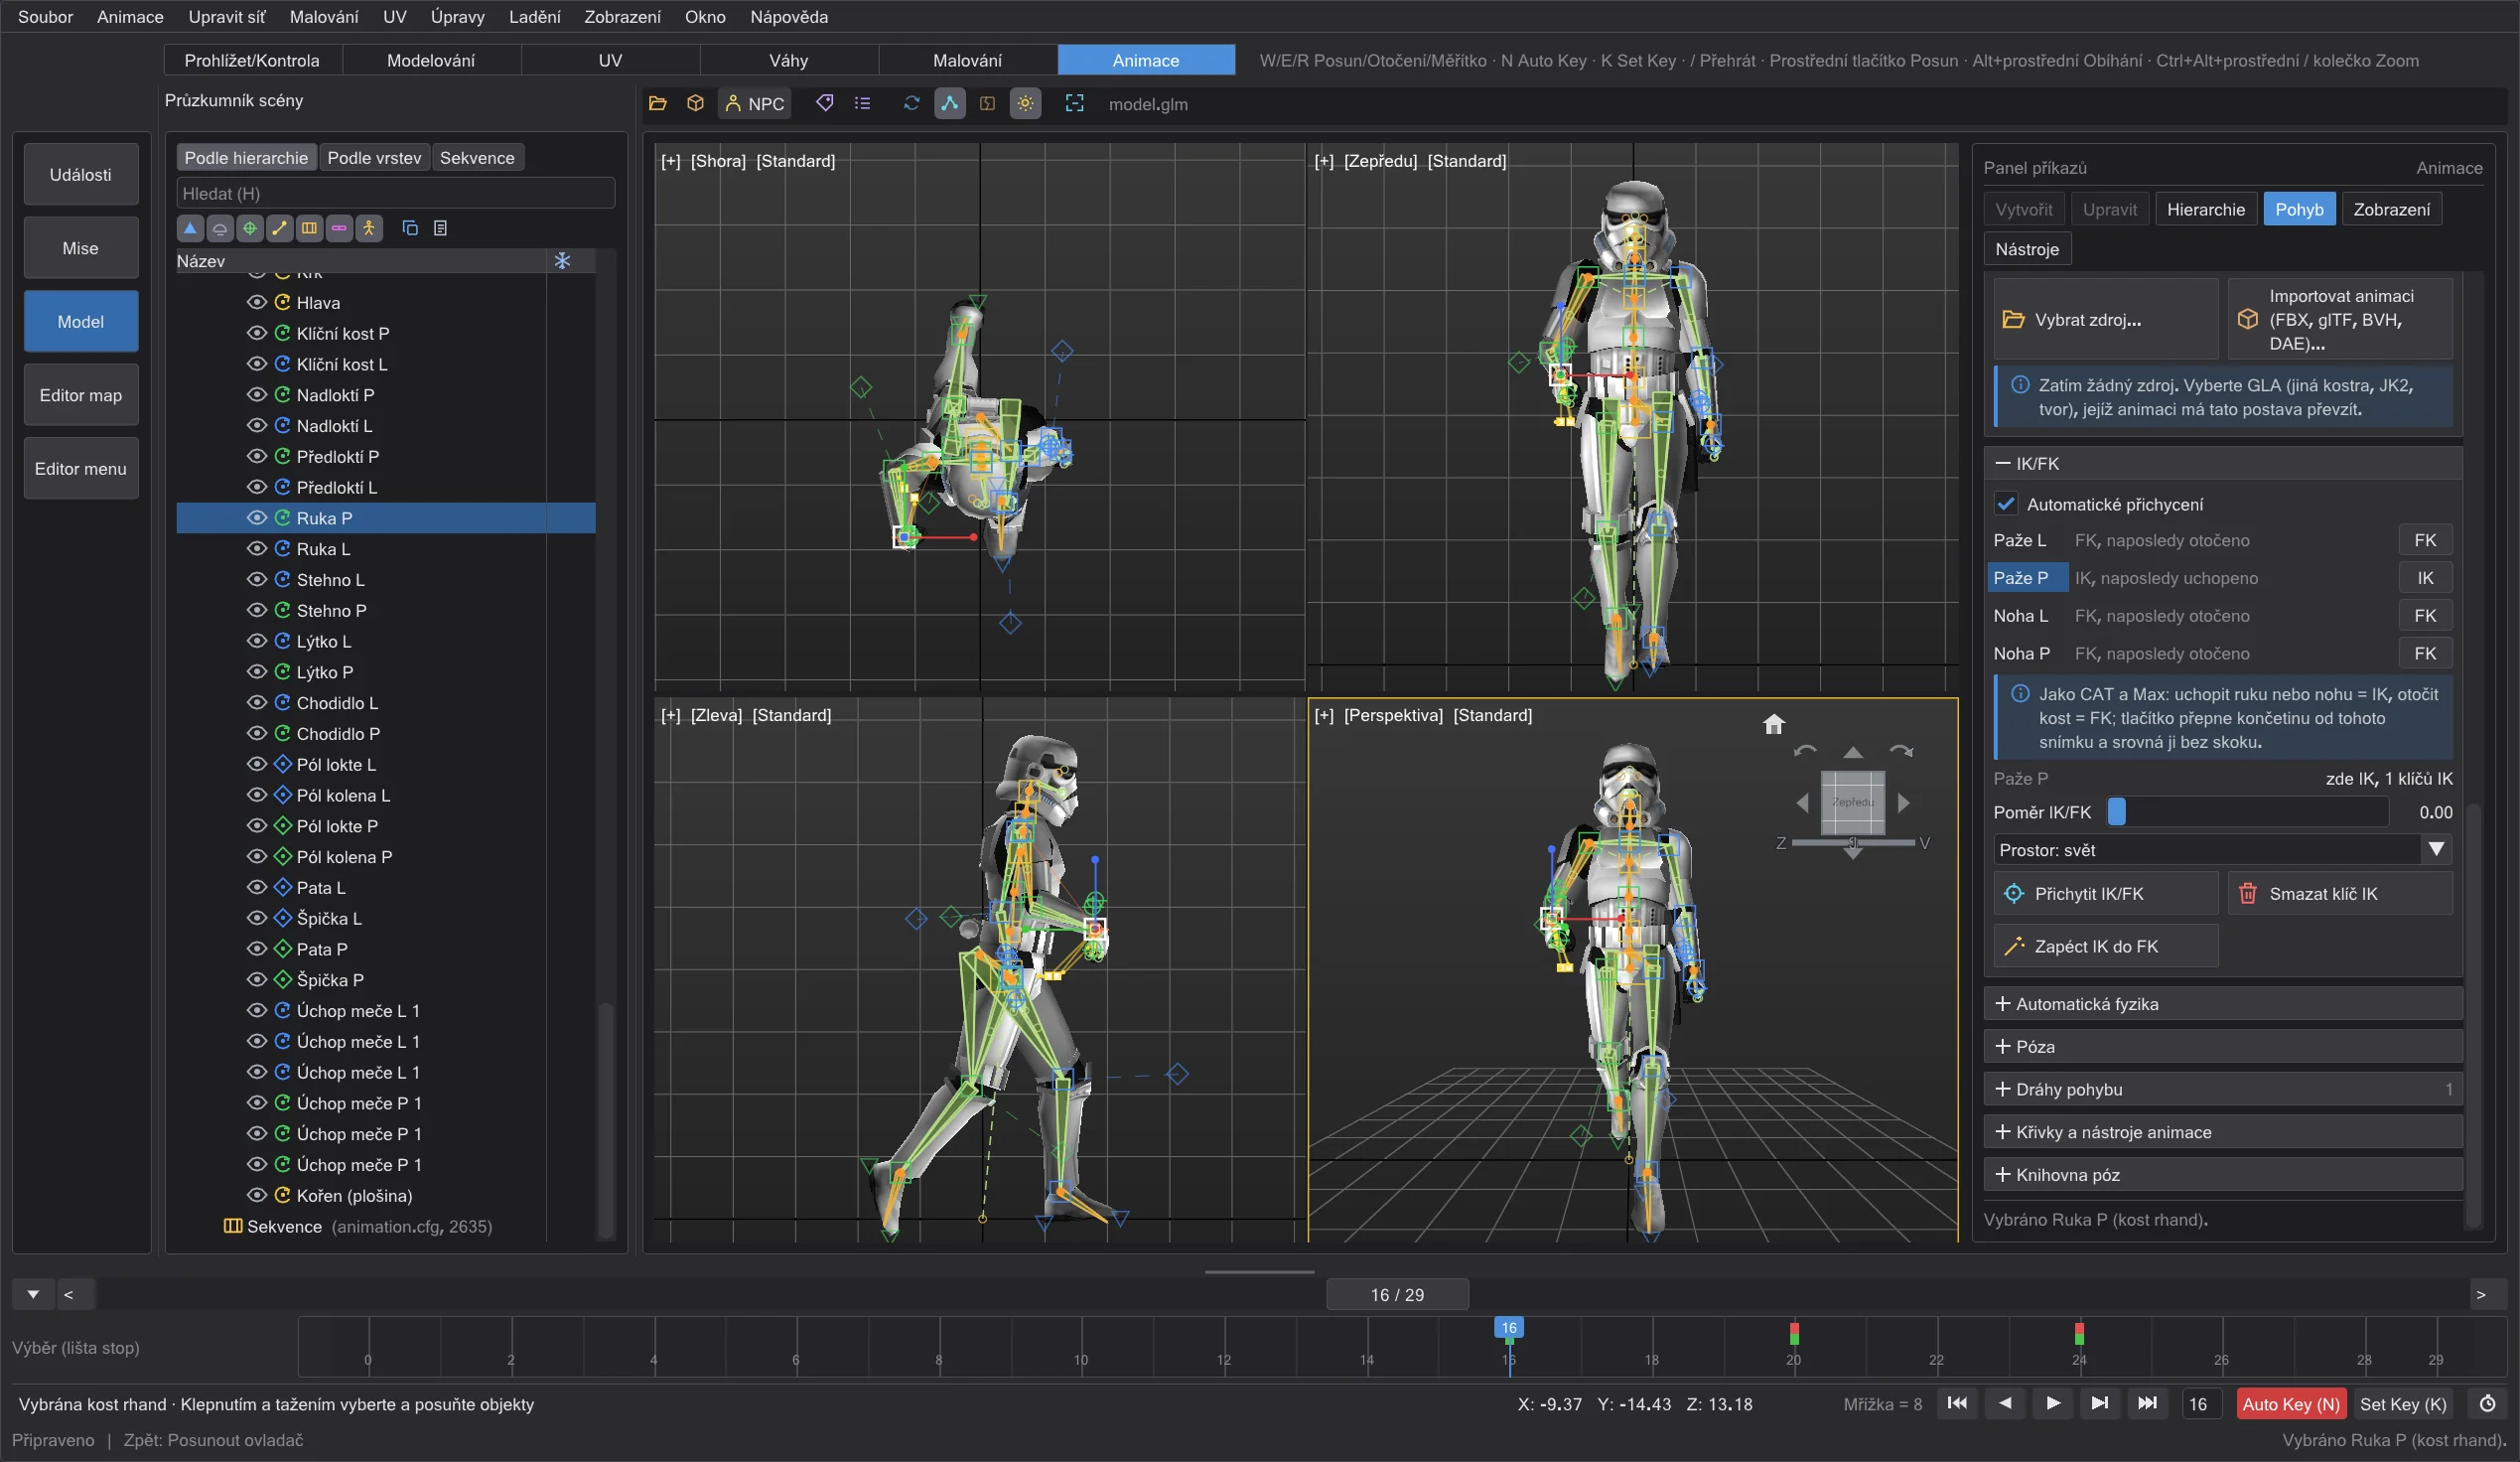 Soubor Animace Upravit síť Malování UV Úpravy Ladění Zobrazení Okno Nápověda
Prohlížet/Kontrola Modelování UV Váhy Malování Animace W/E/R Posun/Otočení/Měřítko · N Auto Key · K Set Key · / Přehrát · Prostřední tlačítko Posun · Alt+prostřední Obíhání · Ctrl+Alt+prostřední / kolečko Zoom
Průzkumník scény
NPC model.glm
Události
Mise
Model
Editor map
Editor menu
Podle hierarchie Podle vrstev Sekvence
Hledat (H)
Název
Krk
Hlava
Klíční kost P
Klíční kost L
Nadloktí P
Nadloktí L
Předloktí P
Předloktí L
Ruka P
Ruka L
Stehno L
Stehno P
Lýtko L
Lýtko P
Chodidlo L
Chodidlo P
Pól lokte L
Pól kolena L
Pól lokte P
Pól kolena P
Pata L
Špička L
Pata P
Špička P
Úchop meče L 1
Úchop meče L 1
Úchop meče L 1
Úchop meče P 1
Úchop meče P 1
Úchop meče P 1
Kořen (plošina)
Sekvence (animation.cfg, 2635)
[+] [Shora] [Standard]
[+] [Zepředu] [Standard]
[+] [Zleva] [Standard]
[+] [Perspektiva] [Standard]
Zepředu
Z V
Panel příkazů Animace
Vytvořit Upravit Hierarchie Pohyb Zobrazení
Nástroje
Vybrat zdroj...
Importovat animaci
(FBX, glTF, BVH,
DAE)...
Zatím žádný zdroj. Vyberte GLA (jiná kostra, JK2,
tvor), jejíž animaci má tato postava převzít.
IK/FK
Automatické přichycení
Paže L FK, naposledy otočeno FK
Paže P IK, naposledy uchopeno IK
Noha L FK, naposledy otočeno FK
Noha P FK, naposledy otočeno FK
Jako CAT a Max: uchopit ruku nebo nohu = IK, otočit
kost = FK; tlačítko přepne končetinu od tohoto
snímku a srovná ji bez skoku.
Paže P zde IK, 1 klíčů IK
Poměr IK/FK 0.00
Prostor: svět
Přichytit IK/FK Smazat klíč IK
Zapéct IK do FK
Automatická fyzika
Póza
Dráhy pohybu 1
Křivky a nástroje animace
Knihovna póz
Vybráno Ruka P (kost rhand).
< 16 / 29 >
Výběr (lišta stop)
16
0 2 4 6 8 10 12 14 16 18 20 22 24 26 28 29
Vybrána kost rhand · Klepnutím a tažením vyberte a posuňte objekty X: -9.37 Y: -14.43 Z: 13.18 Mřížka = 8 16 Auto Key (N) Set Key (K)
Připraveno | Zpět: Posunout ovladač Vybráno Ruka P (kost rhand).